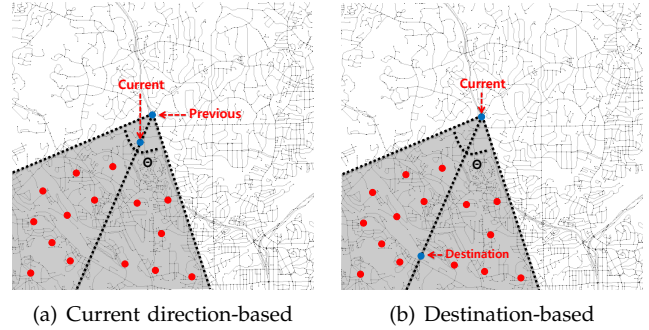 Current
Previous
Θ
(a) Current direction-based
Current
Θ
Destination
(b) Destination-based